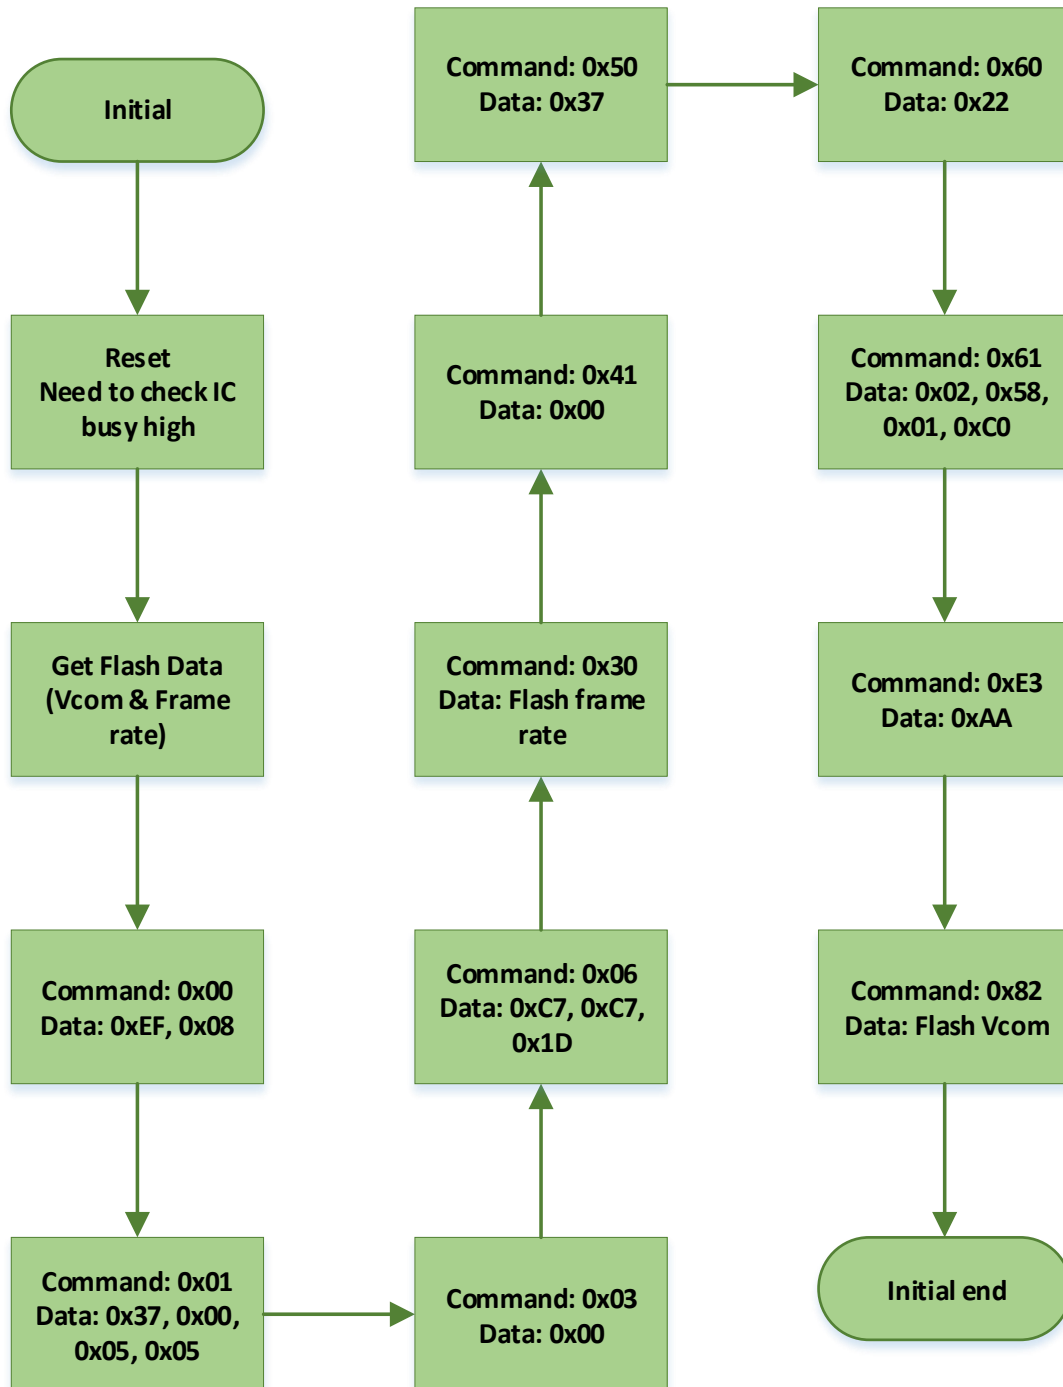 Initial
Reset
Need to check IC
busy high
Get Flash Data
(Vcom & Frame
rate)
Command: 0x00
Data: 0xEF, 0x08
Command: 0x01
Data: 0x37, 0x00,
0x05, 0x05
Command: 0x03
Data: 0x00
Command: 0x06
Data: 0xC7, 0xC7,
0x1D
Command: 0x30
Data: Flash frame
rate
Command: 0x41
Data: 0x00
Command: 0x50
Data: 0x37
Command: 0x60
Data: 0x22
Command: 0x61
Data: 0x02, 0x58,
0x01, 0xC0
Command: 0xE3
Data: 0xAA
Command: 0x82
Data: Flash Vcom
Initial end